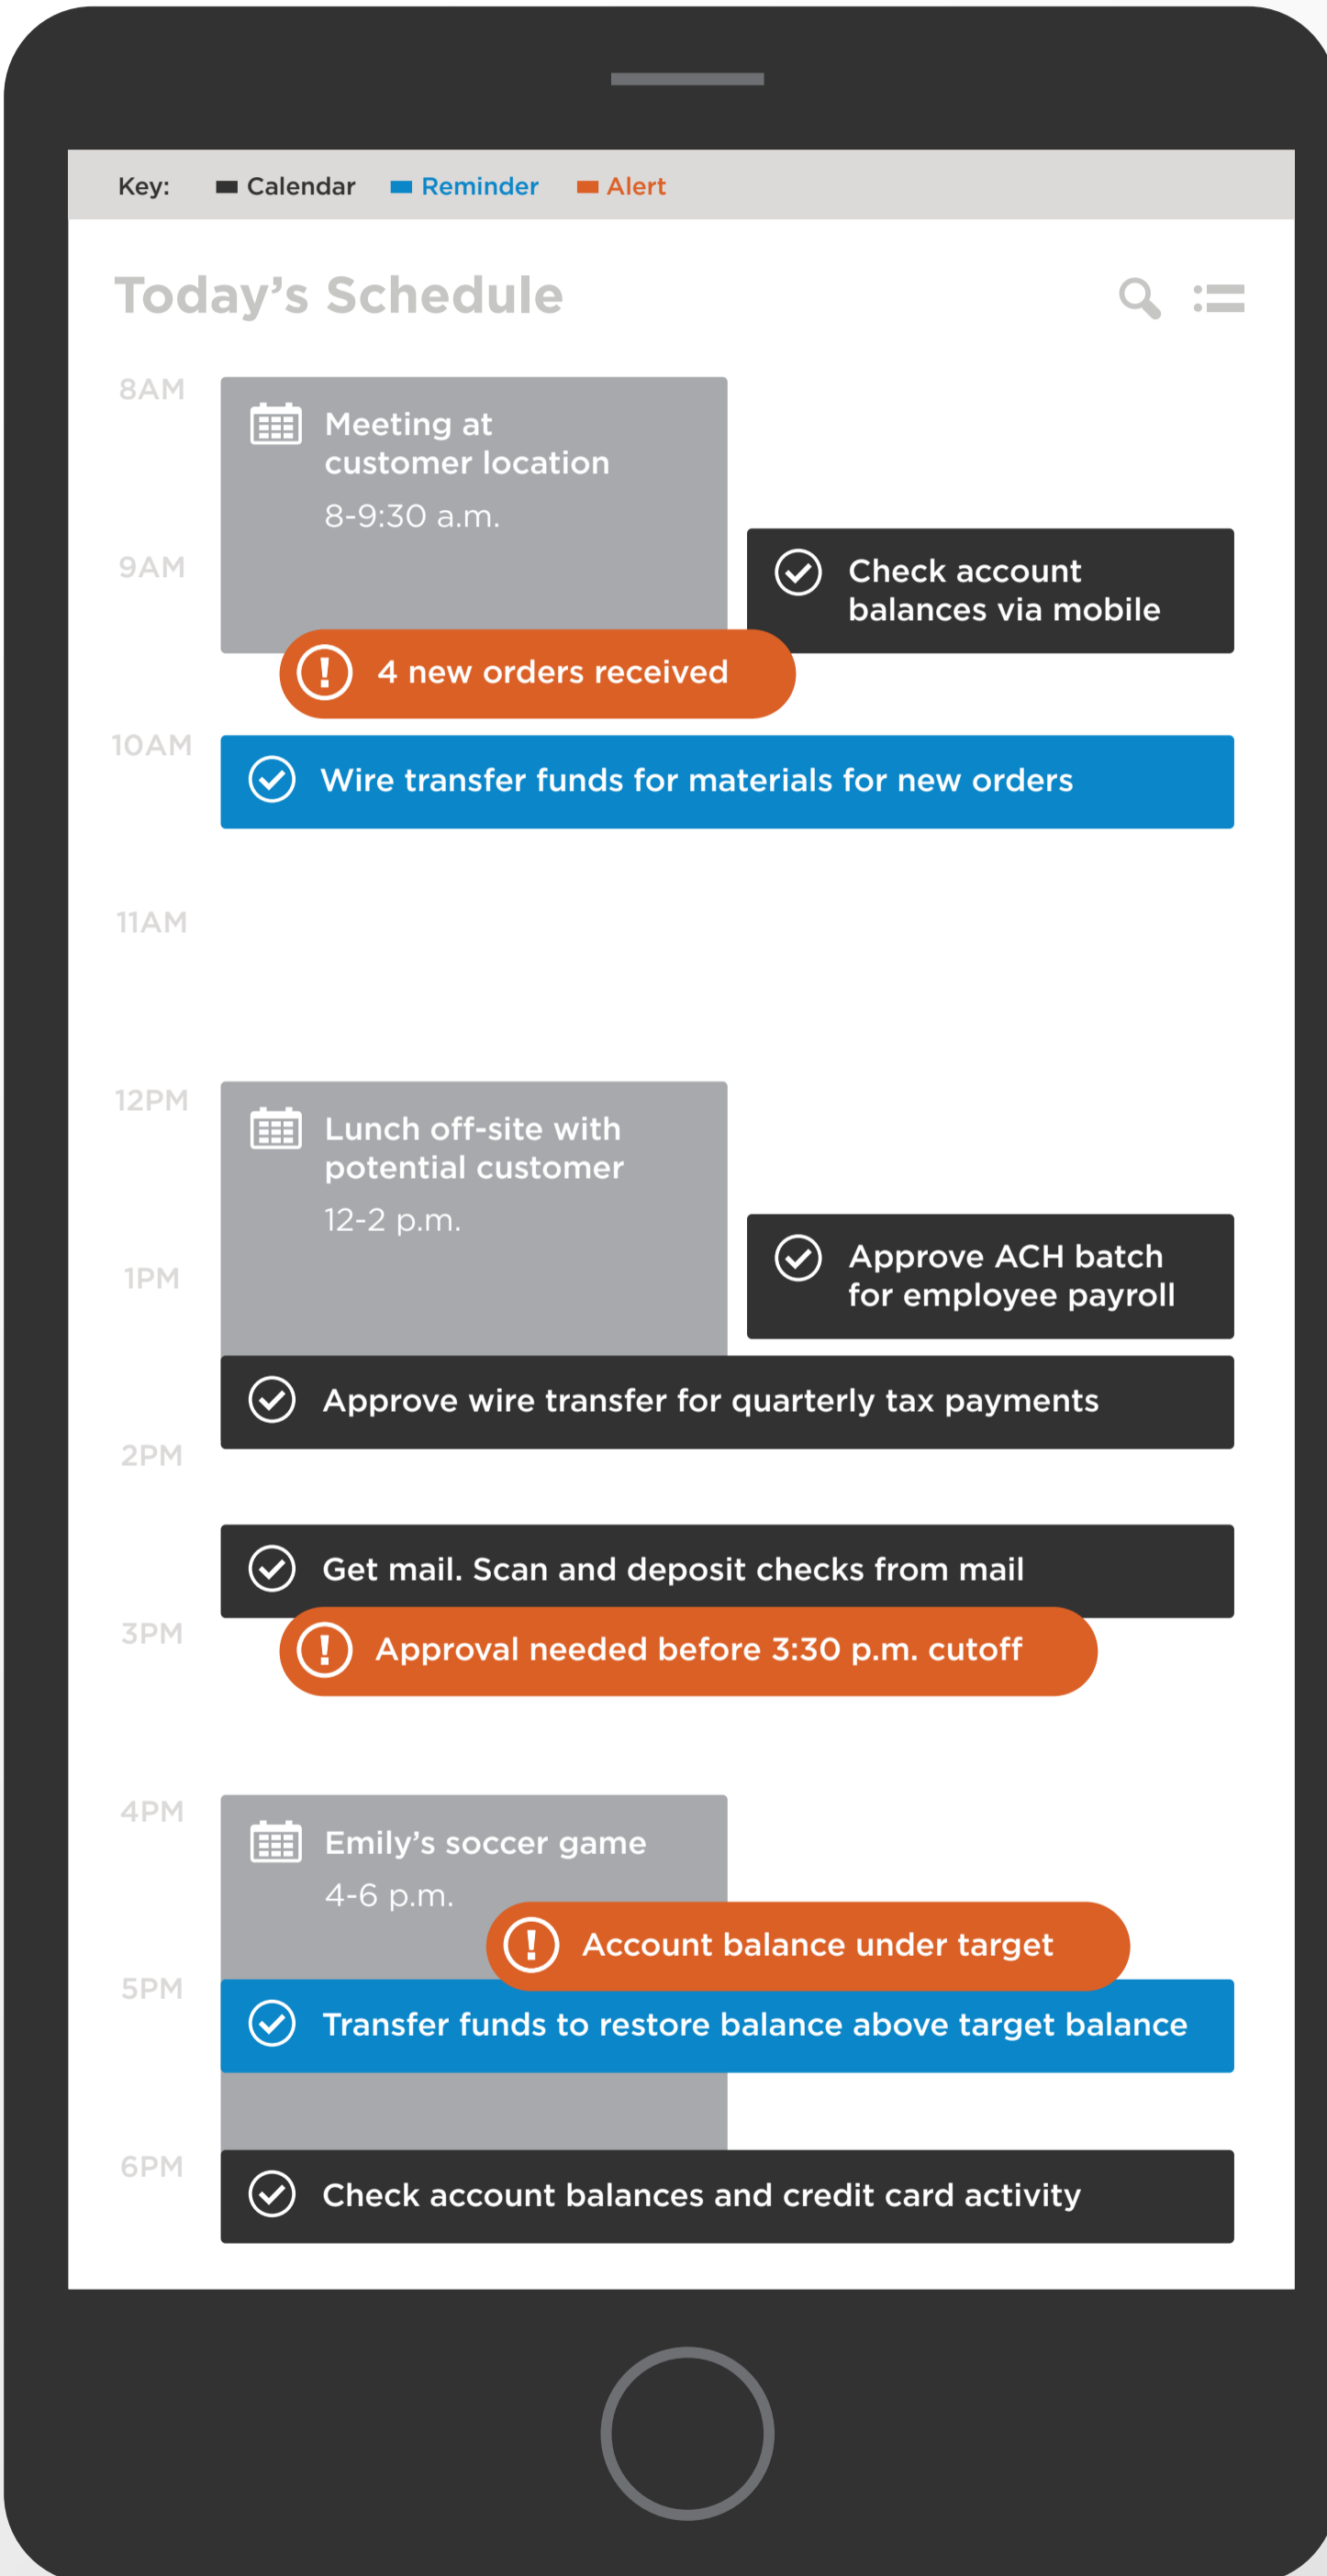 Key: Calendar Reminder Alert
Today's Schedule
8AM
Meeting at
customer location
8-9:30 a.m.
9AM
Check account
balances via mobile
4 new orders received
10AM
Wire transfer funds for materials for new orders
11AM
12PM
Lunch off-site with
potential customer
12-2 p.m.
1PM
Approve ACH batch
for employee payroll
Approve wire transfer for quarterly tax payments
2PM
Get mail. Scan and deposit checks from mail
3PM
Approval needed before 3:30 p.m. cutoff
4PM
Emily's soccer game
4-6 p.m.
Account balance under target
5PM
Transfer funds to restore balance above target balance
6PM
Check account balances and credit card activity